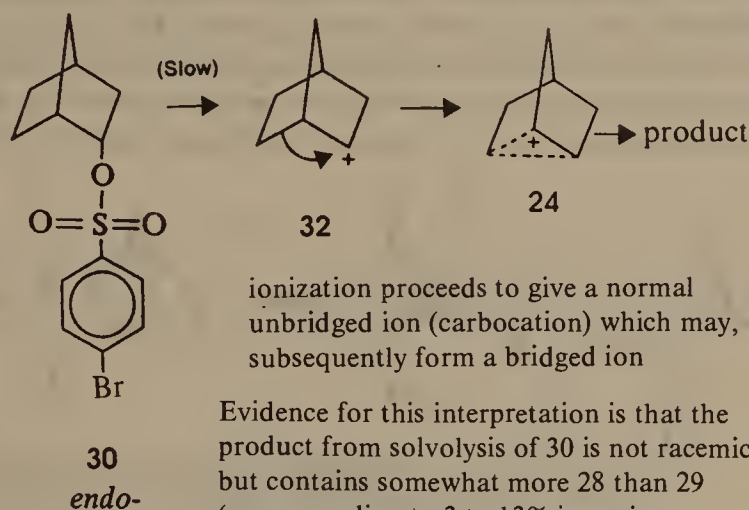 (Slow)
product
O
O=S=O
32
24
Br
30
endo-
ionization proceeds to give a normal
unbridged ion (carbocation) which may,
subsequently form a bridged ion
Evidence for this interpretation is that the
product from solvolysis of 30 is not racemic
but contains somewhat more 28 than 29